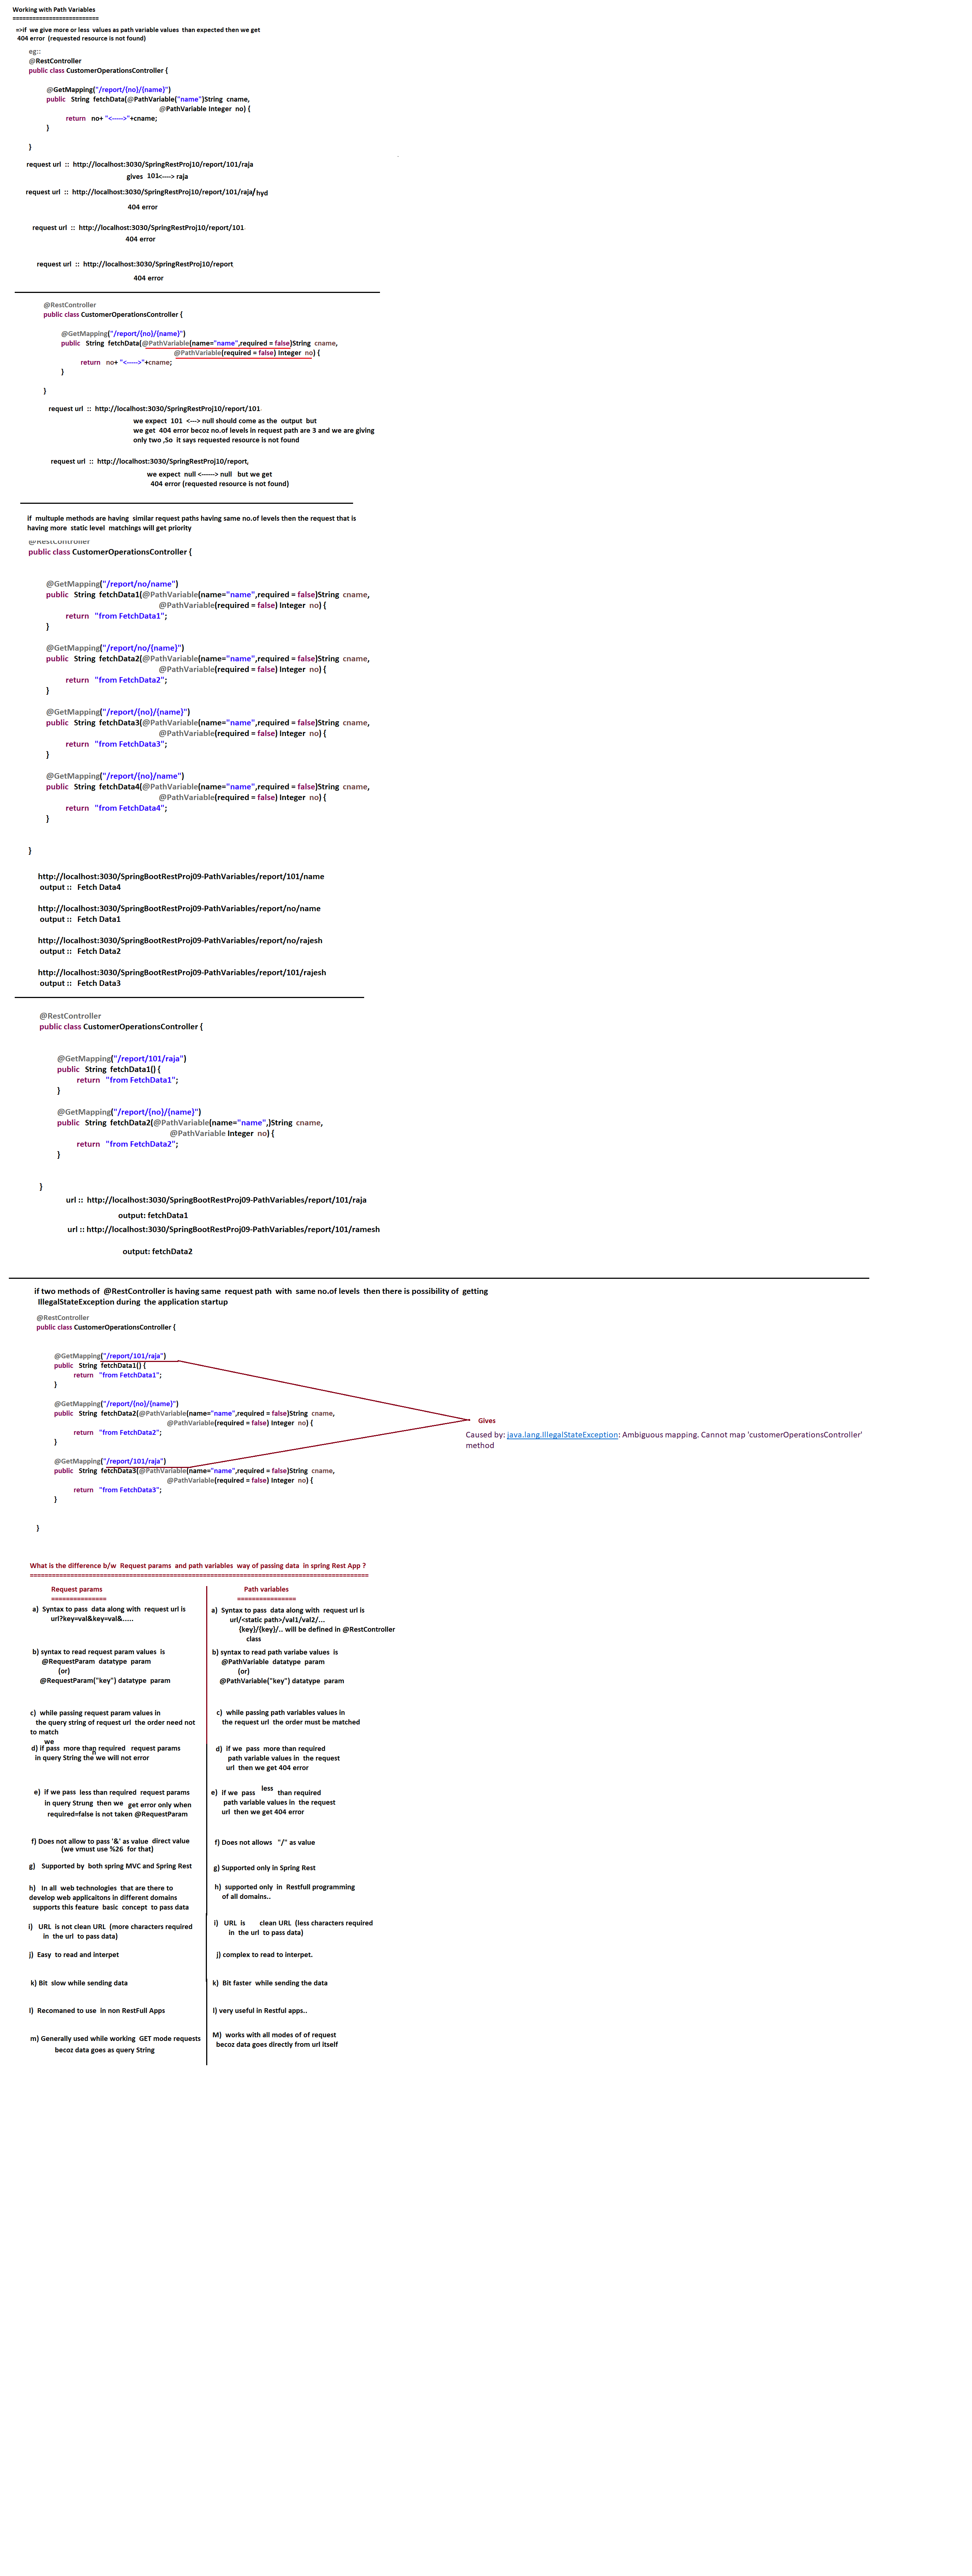 Working with Path Variables
==========================
=>if we give more or less values as path variable values than expected then we get
404 error (requested resource is not found)
eg::
@RestController
public class CustomerOperationsController {
@GetMapping("/report/{no}/{name}")
public String fetchData(@PathVariable("name")String cname,
@PathVariable Integer no) {
return no+ "<----->"+cname;
}
}
request url :: http://localhost:3030/SpringRestProj10/report/101/raja
gives 101<----> raja
request url :: http://localhost:3030/SpringRestProj10/report/101/raja/hyd
404 error
request url :: http://localhost:3030/SpringRestProj10/report/101
404 error
request url :: http://localhost:3030/SpringRestProj10/report
404 error
@RestController
public class CustomerOperationsController {
@GetMapping("/report/{no}/{name}")
public String fetchData(@PathVariable(name="name",required = false)String cname,
@PathVariable(required = false) Integer no) {
return no+ "<----->"+cname;
}
}
request url :: http://localhost:3030/SpringRestProj10/report/101
we expect 101 <---> null should come as the output but
we get 404 error becoz no.of levels in request path are 3 and we are giving
only two ,So it says requested resource is not found
request url :: http://localhost:3030/SpringRestProj10/report,
we expect null <------> null but we get
404 error (requested resource is not found)
if multuple methods are having similar request paths having same no.of levels then the request that is
having more static level matchings will get priority
@RestController
public class CustomerOperationsController {
@GetMapping("/report/no/name")
public String fetchData1(@PathVariable(name="name",required = false)String cname,
@PathVariable(required = false) Integer no) {
return "from FetchData1";
}
@GetMapping("/report/no/{name}")
public String fetchData2(@PathVariable(name="name",required = false)String cname,
@PathVariable(required = false) Integer no) {
return "from FetchData2";
}
@GetMapping("/report/{no}/{name}")
public String fetchData3(@PathVariable(name="name",required = false)String cname,
@PathVariable(required = false) Integer no) {
return "from FetchData3";
}
@GetMapping("/report/{no}/name")
public String fetchData4(@PathVariable(name="name",required = false)String cname,
@PathVariable(required = false) Integer no) {
return "from FetchData4";
}
}
http://localhost:3030/SpringBootRestProj09-PathVariables/report/101/name
output :: Fetch Data4
http://localhost:3030/SpringBootRestProj09-PathVariables/report/no/name
output :: Fetch Data1
http://localhost:3030/SpringBootRestProj09-PathVariables/report/no/rajesh
output :: Fetch Data2
http://localhost:3030/SpringBootRestProj09-PathVariables/report/101/rajesh
output :: Fetch Data3
@RestController
public class CustomerOperationsController {
@GetMapping("/report/101/raja")
public String fetchData1() {
return "from FetchData1";
}
@GetMapping("/report/{no}/{name}")
public String fetchData2(@PathVariable(name="name",)String cname,
@PathVariable Integer no) {
return "from FetchData2";
}
}
url :: http://localhost:3030/SpringBootRestProj09-PathVariables/report/101/raja
output: fetchData1
url :: http://localhost:3030/SpringBootRestProj09-PathVariables/report/101/ramesh
output: fetchData2
if two methods of @RestController is having same request path with same no.of levels then there is possibility of getting
IllegalStateException during the application startup
@RestController
public class CustomerOperationsController {
@GetMapping("/report/101/raja")
public String fetchData1() {
return "from FetchData1";
}
@GetMapping("/report/{no}/{name}")
public String fetchData2(@PathVariable(name="name",required = false)String cname,
@PathVariable(required = false) Integer no) {
return "from FetchData2";
}
@GetMapping("/report/101/raja")
public String fetchData3(@PathVariable(name="name",required = false)String cname,
@PathVariable(required = false) Integer no) {
return "from FetchData3";
}
}
Gives
Caused by: java.lang.IllegalStateException: Ambiguous mapping. Cannot map 'customerOperationsController'
method
What is the difference b/w Request params and path variables way of passing data in spring Rest App ?
==========================================================================================
Request params
===============
a) Syntax to pass data along with request url is
url?key=val&key=val&.....
b) syntax to read request param values is
@RequestParam datatype param
(or)
@RequestParam("key") datatype param
c) while passing request param values in
the query string of request url the order need not
to match
we
d) if pass more than required request params
in query String then we will not error
e) if we pass less than required request params
in query Strung then we get error only when
required=false is not taken @RequestParam
f) Does not allow to pass '&' as value direct value
(we vmust use %26 for that)
g) Supported by both spring MVC and Spring Rest
h) In all web technologies that are there to
develop web applicaitons in different domains
supports this feature basic concept to pass data
i) URL is not clean URL (more characters required
in the url to pass data)
j) Easy to read and interpet
k) Bit slow while sending data
l) Recomaned to use in non RestFull Apps
m) Generally used while working GET mode requests
becoz data goes as query String
Path variables
================
a) Syntax to pass data along with request url is
url/<static path>/val1/val2/...
{key}/{key}/.. will be defined in @RestController
class
b) syntax to read path variabe values is
@PathVariable datatype param
(or)
@PathVariable("key") datatype param
c) while passing path variables values in
the request url the order must be matched
d) if we pass more than required
path variable values in the request
url then we get 404 error
e) if we pass less than required
path variable values in the request
url then we get 404 error
f) Does not allows "/" as value
g) Supported only in Spring Rest
h) supported only in Restfull programming
of all domains..
i) URL is clean URL (less characters required
in the url to pass data)
j) complex to read to interpet.
k) Bit faster while sending the data
l) very useful in Restful apps..
M) works with all modes of of request
becoz data goes directly from url itself